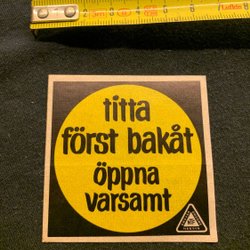 titta
först bakåt
öppna
varsamt